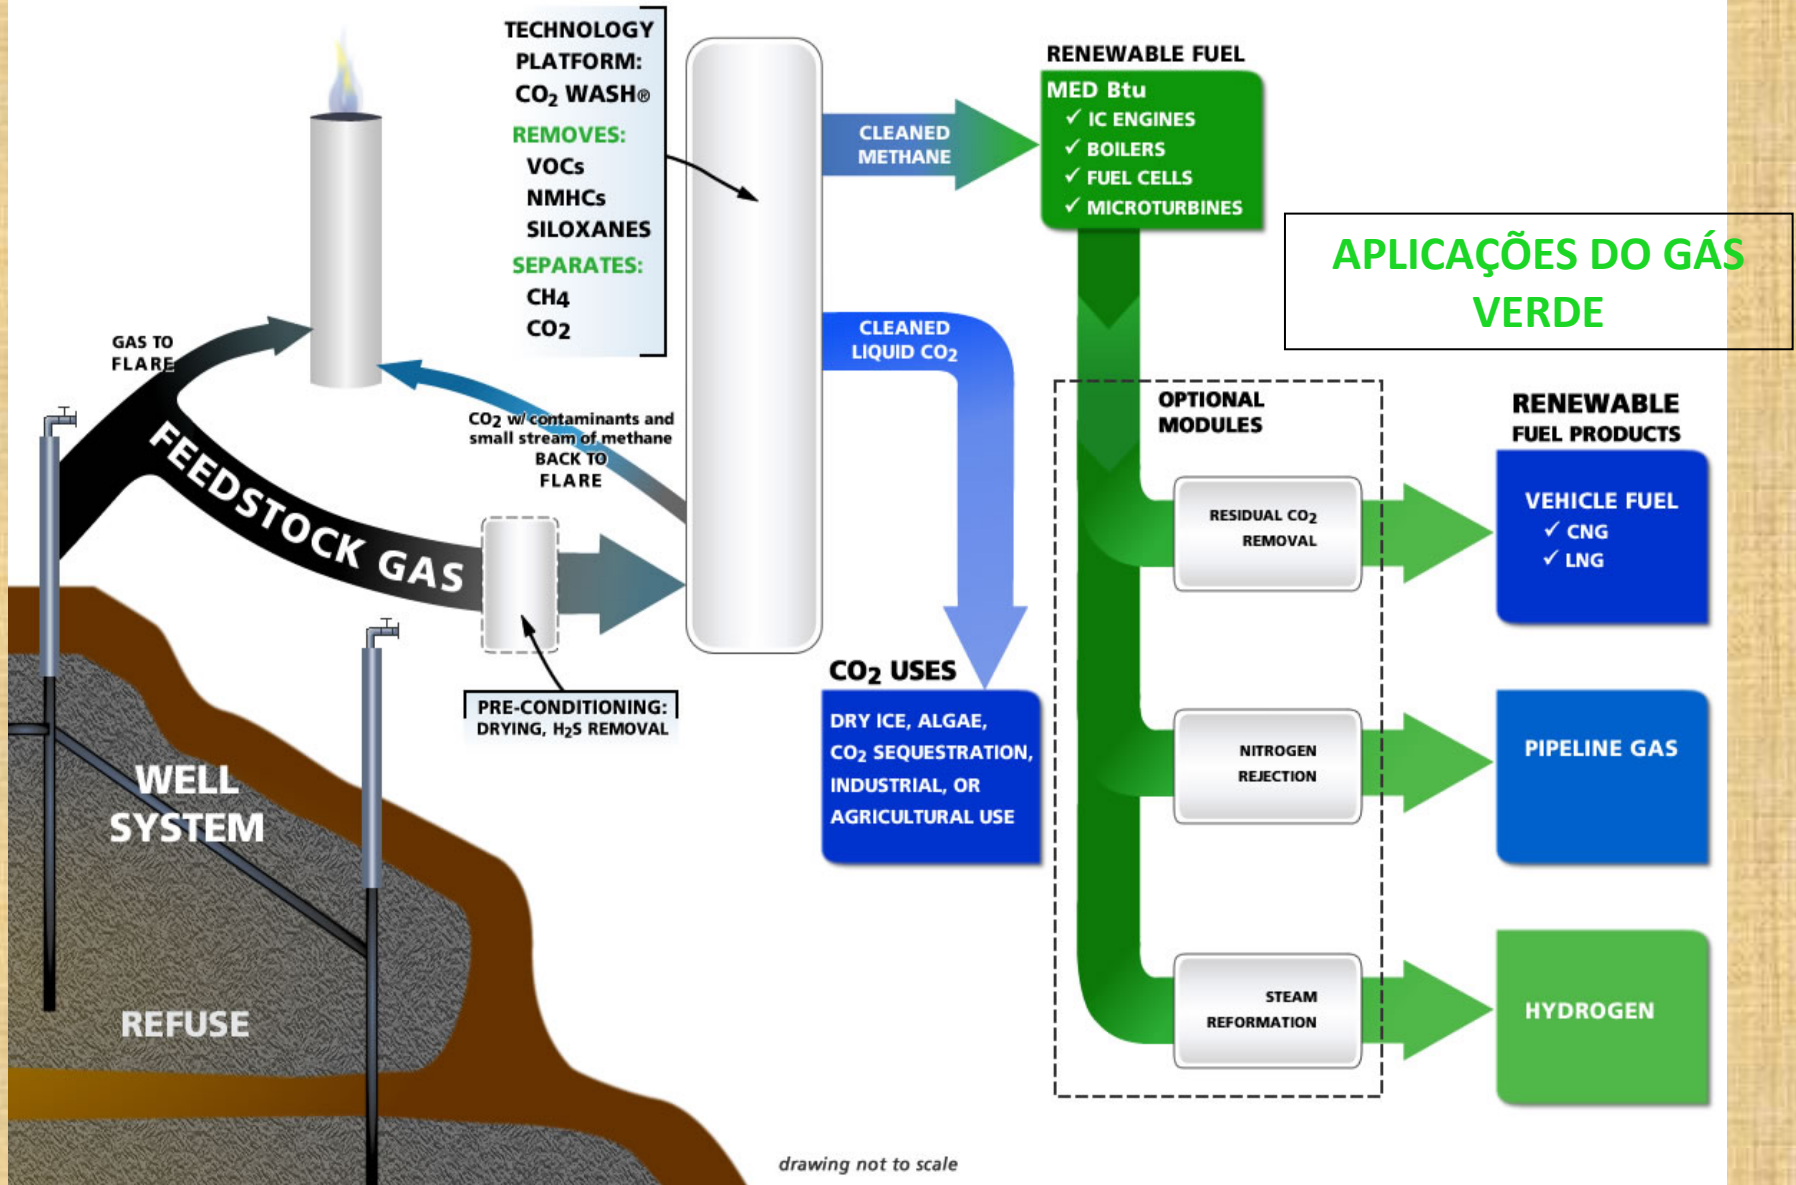 TECHNOLOGY
PLATFORM:
CO₂ WASH®
REMOVES:
VOCs
NMHCs
SILOXANES
SEPARATES:
CH4
CO₂
CLEANED
METHANE
RENEWABLE FUEL
MED Btu
✓ IC ENGINES
✓ BOILERS
✓ FUEL CELLS
✓ MICROTURBINES
APLICAÇÕES DO GÁS
VERDE
GAS TO
FLARE
CLEANED
LIQUID CO₂
CO₂ w/ contaminants and
small stream of methane
BACK TO
FLARE
FEEDSTOCK GAS
OPTIONAL
MODULES
RENEWABLE
FUEL PRODUCTS
RESIDUAL CO₂
REMOVAL
VEHICLE FUEL
✓ CNG
✓ LNG
PRE-CONDITIONING:
DRYING, H₂S REMOVAL
CO₂ USES
DRY ICE, ALGAE,
CO₂ SEQUESTRATION,
INDUSTRIAL, OR
AGRICULTURAL USE
NITROGEN
REJECTION
PIPELINE GAS
WELL
SYSTEM
REFUSE
STEAM
REFORMATION
HYDROGEN
drawing not to scale